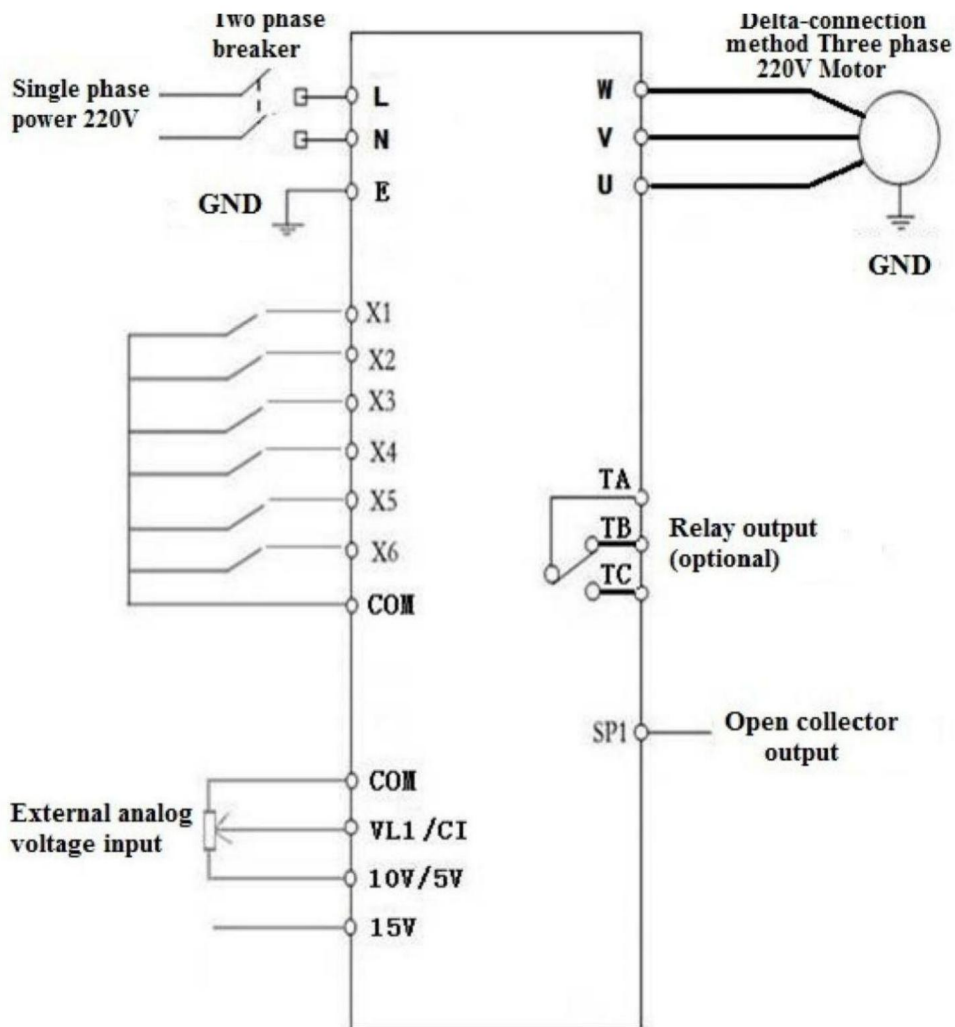 Two phase
breaker
Single phase
power 220V
L
N
E
GND
Delta-connection
method Three phase
220V Motor
W
V
U
GND
X1
X2
X3
X4
X5
X6
COM
TA
TB
TC
Relay output
(optional)
SP1
Open collector
output
External analog
voltage input
COM
VL1 /CI
10V/5V
15V